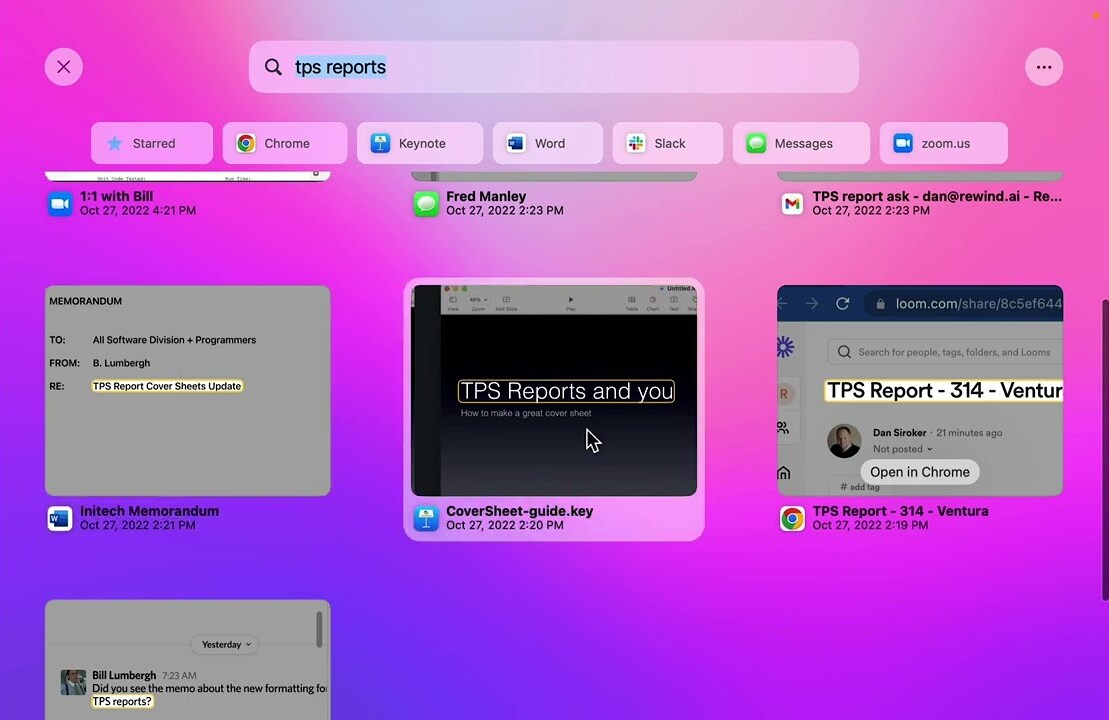 tps reports
Starred
Chrome
Keynote
Word
Slack
Messages
zoom.us
Unit Code Tested:
Run Time:
1:1 with Bill
Oct 27, 2022 4:21 PM
Fred Manley
Oct 27, 2022 2:23 PM
TPS report ask - dan@rewind.ai - Re...
Oct 27, 2022 2:23 PM
MEMORANDUM
TO: All Software Division + Programmers
FROM: B. Lumbergh
RE: TPS Report Cover Sheets Update
Initech Memorandum
Oct 27, 2022 2:21 PM
Untitled
46%
View Zoom Add Slide Play Table Chart Text
TPS Reports and you
How to make a great cover sheet
CoverSheet-guide.key
Oct 27, 2022 2:20 PM
loom.com/share/8c5ef644
Search for people, tags, folders, and Looms
R
TPS Report - 314 - Ventur
Dan Siroker · 21 minutes ago
Not posted
Open in Chrome
# add tag
TPS Report - 314 - Ventura
Oct 27, 2022 2:19 PM
Yesterday
Bill Lumbergh 7:23 AM
Did you see the memo about the new formatting fo
TPS reports?